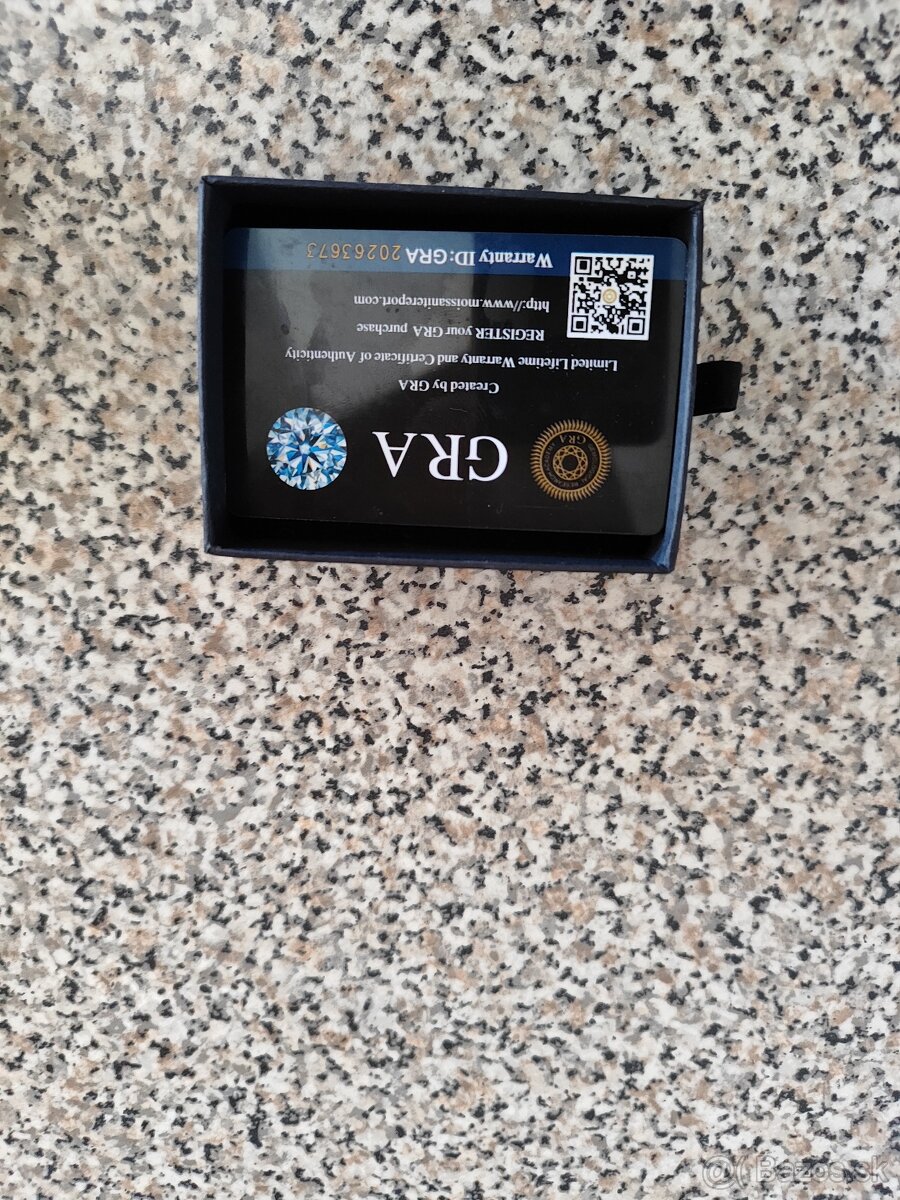 GRA
GRA
Created by GRA
Limited Lifetime Warranty and Certificate of Authenticity
REGISTER your GRA purchase
http://www.moissanitereport.com
Warranty ID:GRA 20263673
Bazos.sk